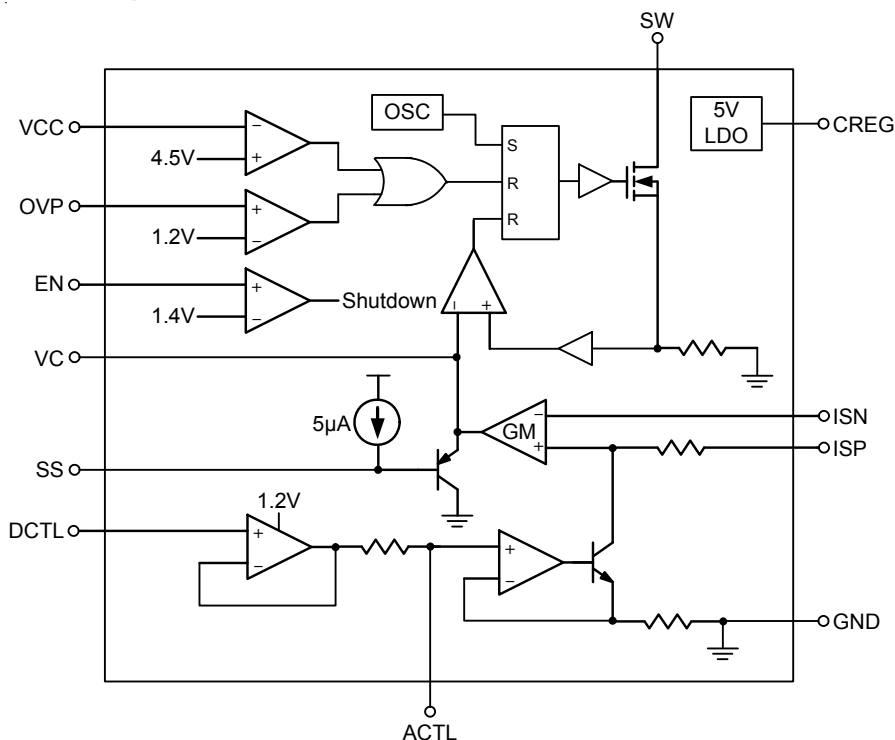 SW
VCC
−
4.5V
+
OSC
S
R
R
5V
LDO
CREG
OVP
+
1.2V
−
EN
+
1.4V
−
Shutdown
−
+
VC
5µA
GM
−
+
ISN
ISP
SS
1.2V
DCTL
+
−
+
−
GND
ACTL